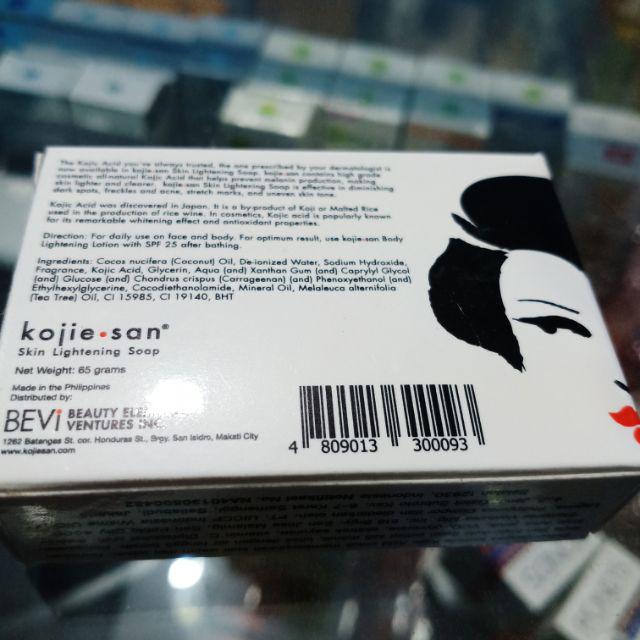 The Kojic Acid you've always trusted, the one prescribed by your dermatologist
is now available in kojie.san Skin Lightening Soap. kojie.san contains high grade
cosmetic all-natural Kojic Acid that helps prevent melanin production, making
skin lighter and clearer. kojie.san Skin Lightening Soap is effective in diminishing
dark spots, freckles and acne, stretch marks, and uneven skin tone.
Kojic Acid was discovered in Japan. It is a by-product of Koji or Malted Rice
used in the production of rice wine. In cosmetics, Kojic acid is popularly known
for its remarkable whitening effect and antioxidant properties.
Direction: For daily use on face and body. For optimum result, use kojie.san Body
Lightening Lotion with SPF 25 after bathing.
Ingredients: Cocos nucifera (Coconut) Oil, De-ionized Water, Sodium Hydroxide,
Fragrance, Kojic Acid, Glycerin, Aqua (and) Xanthan Gum (and) Caprylyl Glycol
(and) Glucose (and) Chondrus crispus (Carrageenan) (and) Phenoxyethanol (and)
Ethylhexylglycerine, Cocodiethanolamide, Mineral Oil, Melaleuca alternifolia
(Tea Tree) Oil, CI 15985, CI 19140, BHT
kojie.san®
Skin Lightening Soap
Net Weight: 65 grams
Made in the Philippines
Distributed by:
BEVi BEAUTY
VENTURES INC.
1262 Batangas St. cor. Honduras St., Brgy. San Isidro, Makati City
www.kojiesan.com
4 809013 300093